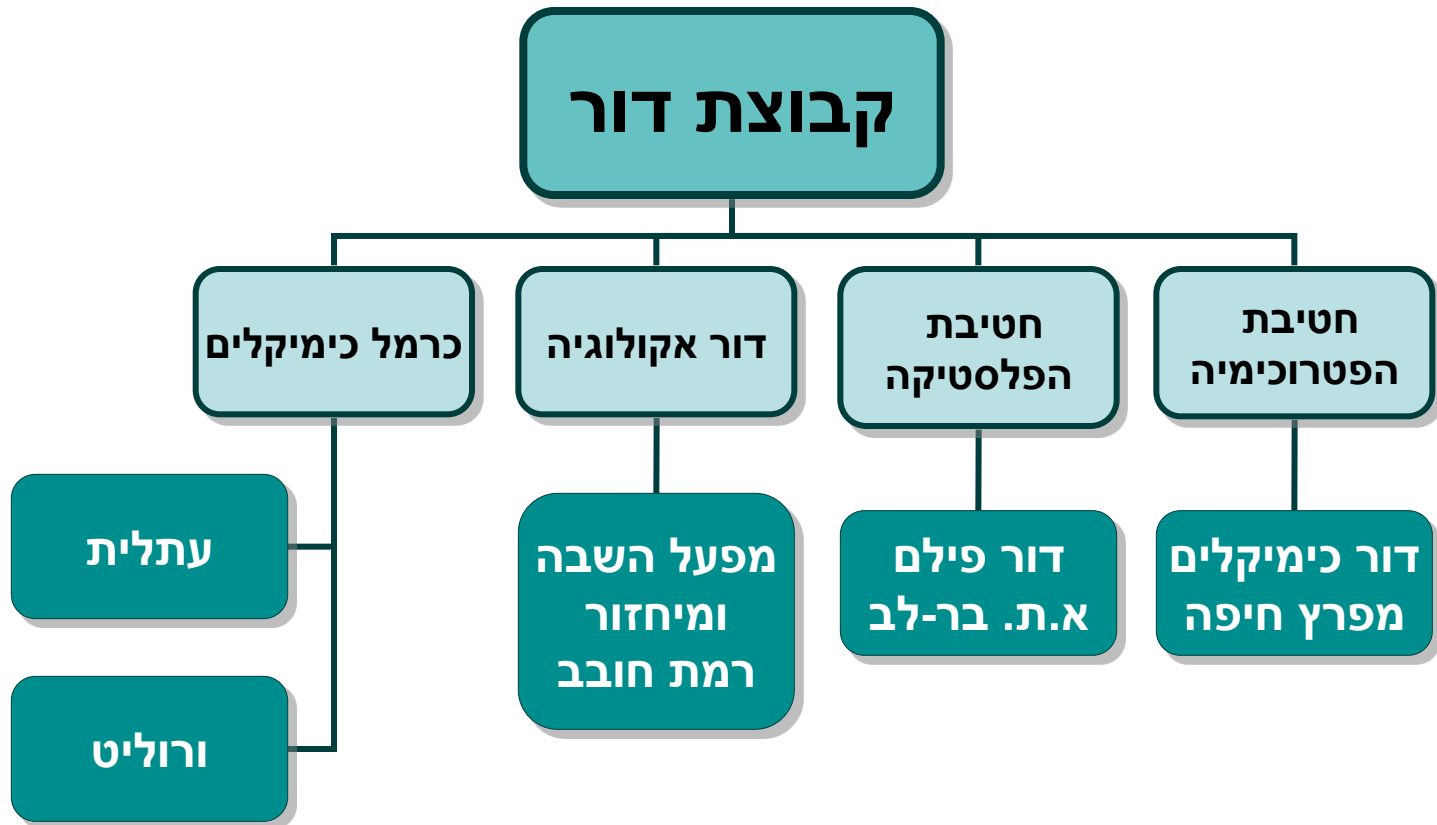 קבוצת דור
חטיבת
הפטרוכימיה
חטיבת
הפלסטיקה
דור אקולוגיה
כרמל כימיקלים
דור כימיקלים
מפרץ חיפה
דור פילם
א.ת. בר-לב
מפעל השבה
ומיחזור
רמת חובב
עתלית
ורוליט